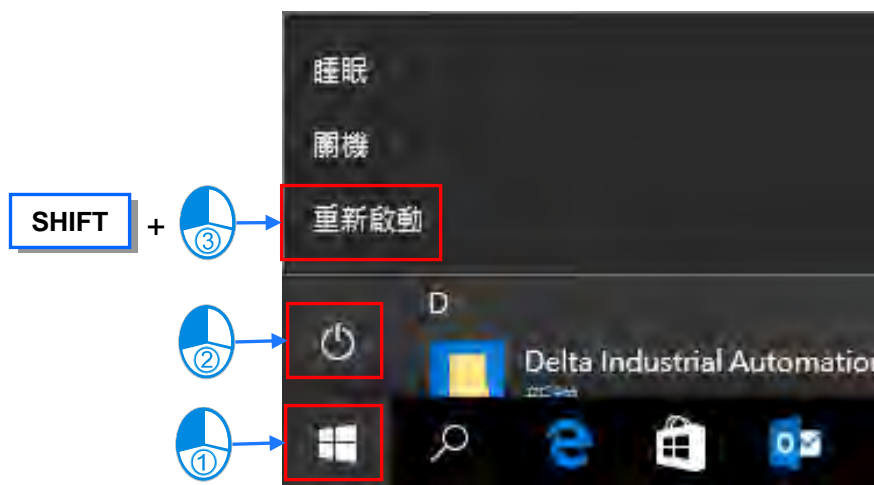 睡眠
關機
SHIFT + ③ 重新啟動
D
② Delta Industrial Automation
①